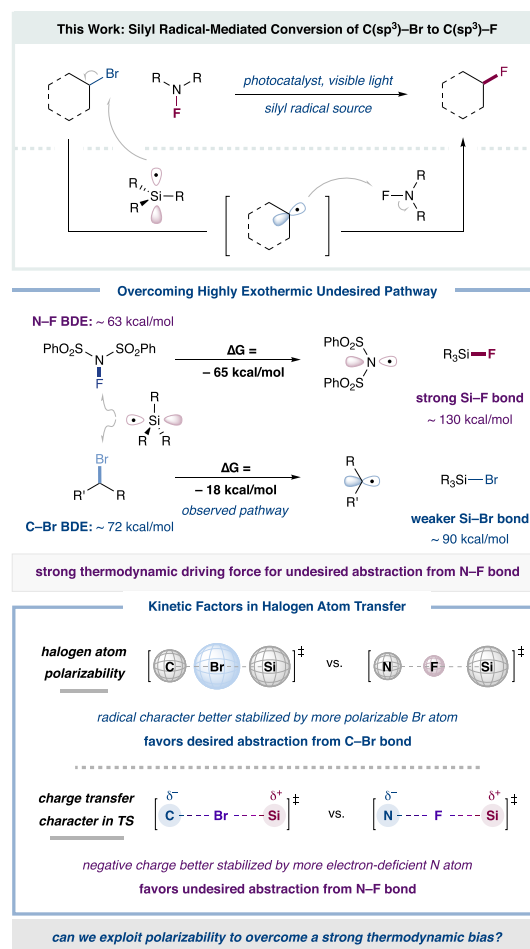 This Work: Silyl Radical-Mediated Conversion of C(sp³)–Br to C(sp³)–F
Br
R
R
N
F
photocatalyst, visible light
silyl radical source
F
R
R
Si
R
F
N
R
R
Overcoming Highly Exothermic Undesired Pathway
N–F BDE: ~ 63 kcal/mol
PhO₂S
SO₂Ph
N
F
ΔG =
– 65 kcal/mol
PhO₂S
N
PhO₂S
R₃Si
F
strong Si–F bond
~ 130 kcal/mol
R
Si
R
R
Br
R'
R
ΔG =
– 18 kcal/mol
observed pathway
R
R'
R₃Si
Br
C–Br BDE: ~ 72 kcal/mol
weaker Si–Br bond
~ 90 kcal/mol
strong thermodynamic driving force for undesired abstraction from N–F bond
Kinetic Factors in Halogen Atom Transfer
halogen atom
polarizability
C
Br
Si
‡
vs.
N
F
Si
‡
radical character better stabilized by more polarizable Br atom
favors desired abstraction from C–Br bond
charge transfer
character in TS
δ⁻
δ⁺
C
Br
Si
‡
vs.
δ⁻
δ⁺
N
F
Si
‡
negative charge better stabilized by more electron-deficient N atom
favors undesired abstraction from N–F bond
can we exploit polarizability to overcome a strong thermodynamic bias?